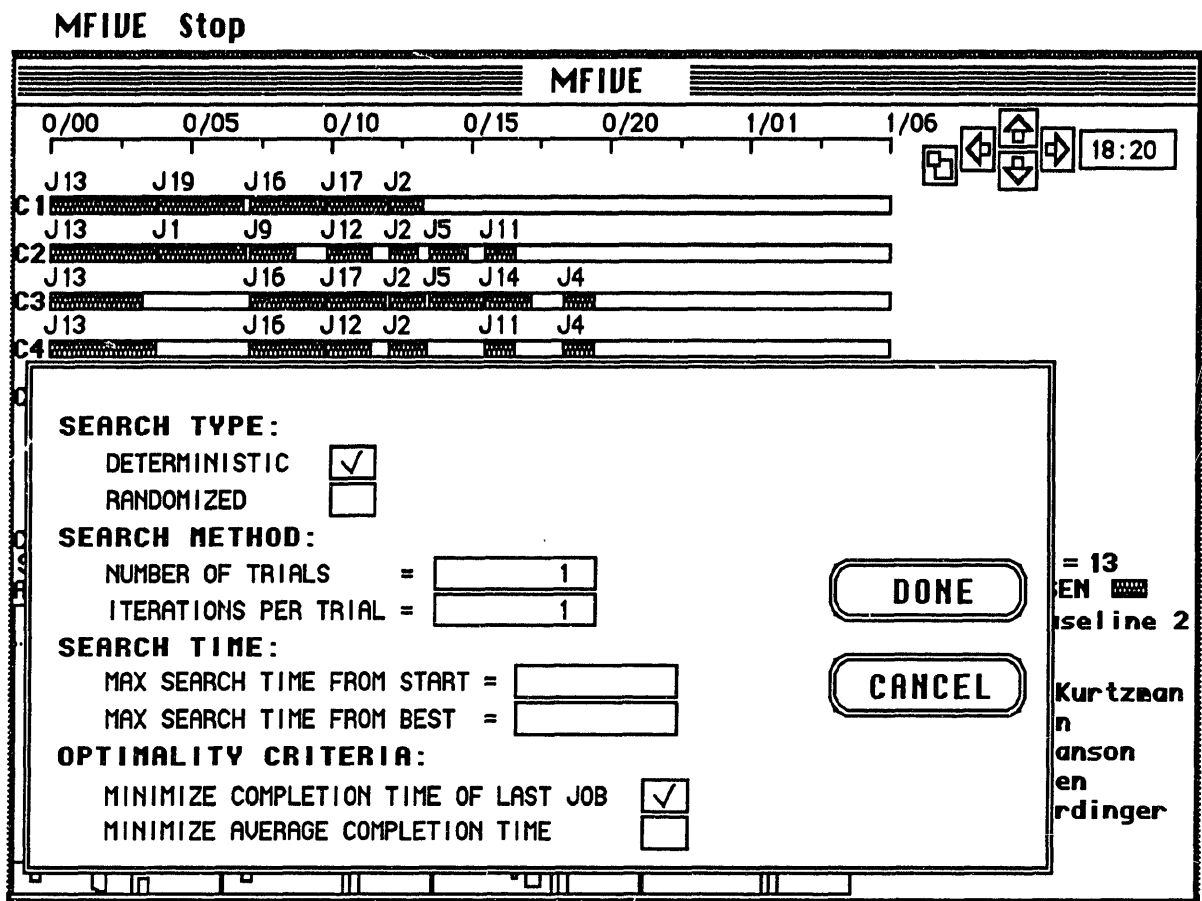 MFIVE Stop
MFIVE
0/00 0/05 0/10 0/15 0/20 1/01 1/06
18:20
J13 J19 J16 J17 J2
C1
J13 J1 J9 J12 J2 J5 J11
C2
J13 J16 J17 J2 J5 J14 J4
C3
J13 J16 J12 J2 J11 J4
C4
SEARCH TYPE:
DETERMINISTIC
RANDOMIZED
SEARCH METHOD:
NUMBER OF TRIALS = 1
ITERATIONS PER TRIAL = 1
SEARCH TIME:
MAX SEARCH TIME FROM START =
MAX SEARCH TIME FROM BEST =
OPTIMALITY CRITERIA:
MINIMIZE COMPLETION TIME OF LAST JOB
MINIMIZE AVERAGE COMPLETION TIME
DONE
CANCEL
= 13
EN
seline 2
Kurtzman
n
anson
en
rdinger